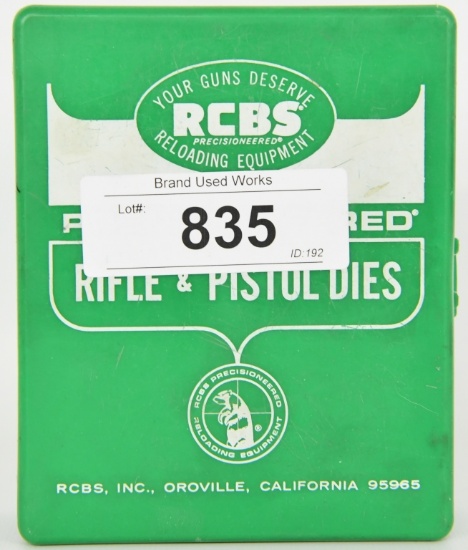 YOUR GUNS DESERVE
RCBS®
PRECISIONEERED®
RELOADING EQUIPMENT
Brand Used Works
Lot#:
835
ID:192
RED®
RIFLE & PISTOL DIES
RCBS PRECISIONEERED
RELOADING EQUIPMENT
®
RCBS, INC., OROVILLE, CALIFORNIA 95965